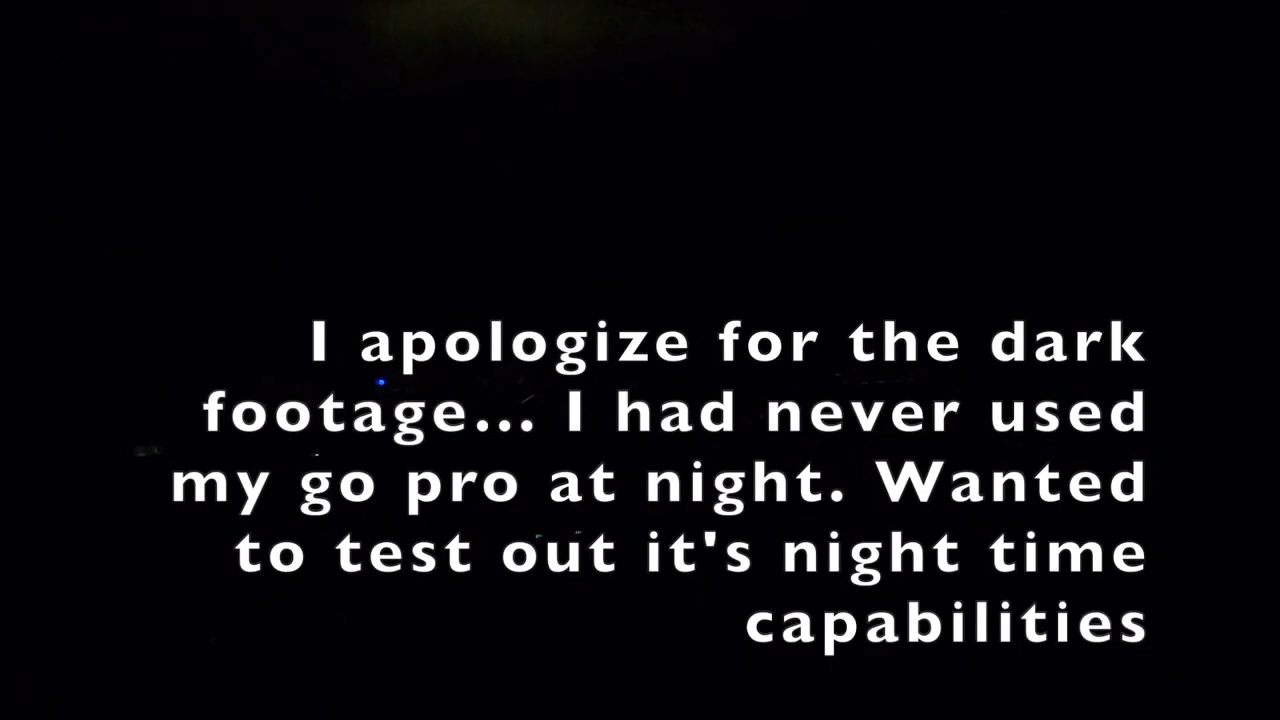 I apologize for the dark
footage... I had never used
my go pro at night. Wanted
to test out it's night time
capabilities